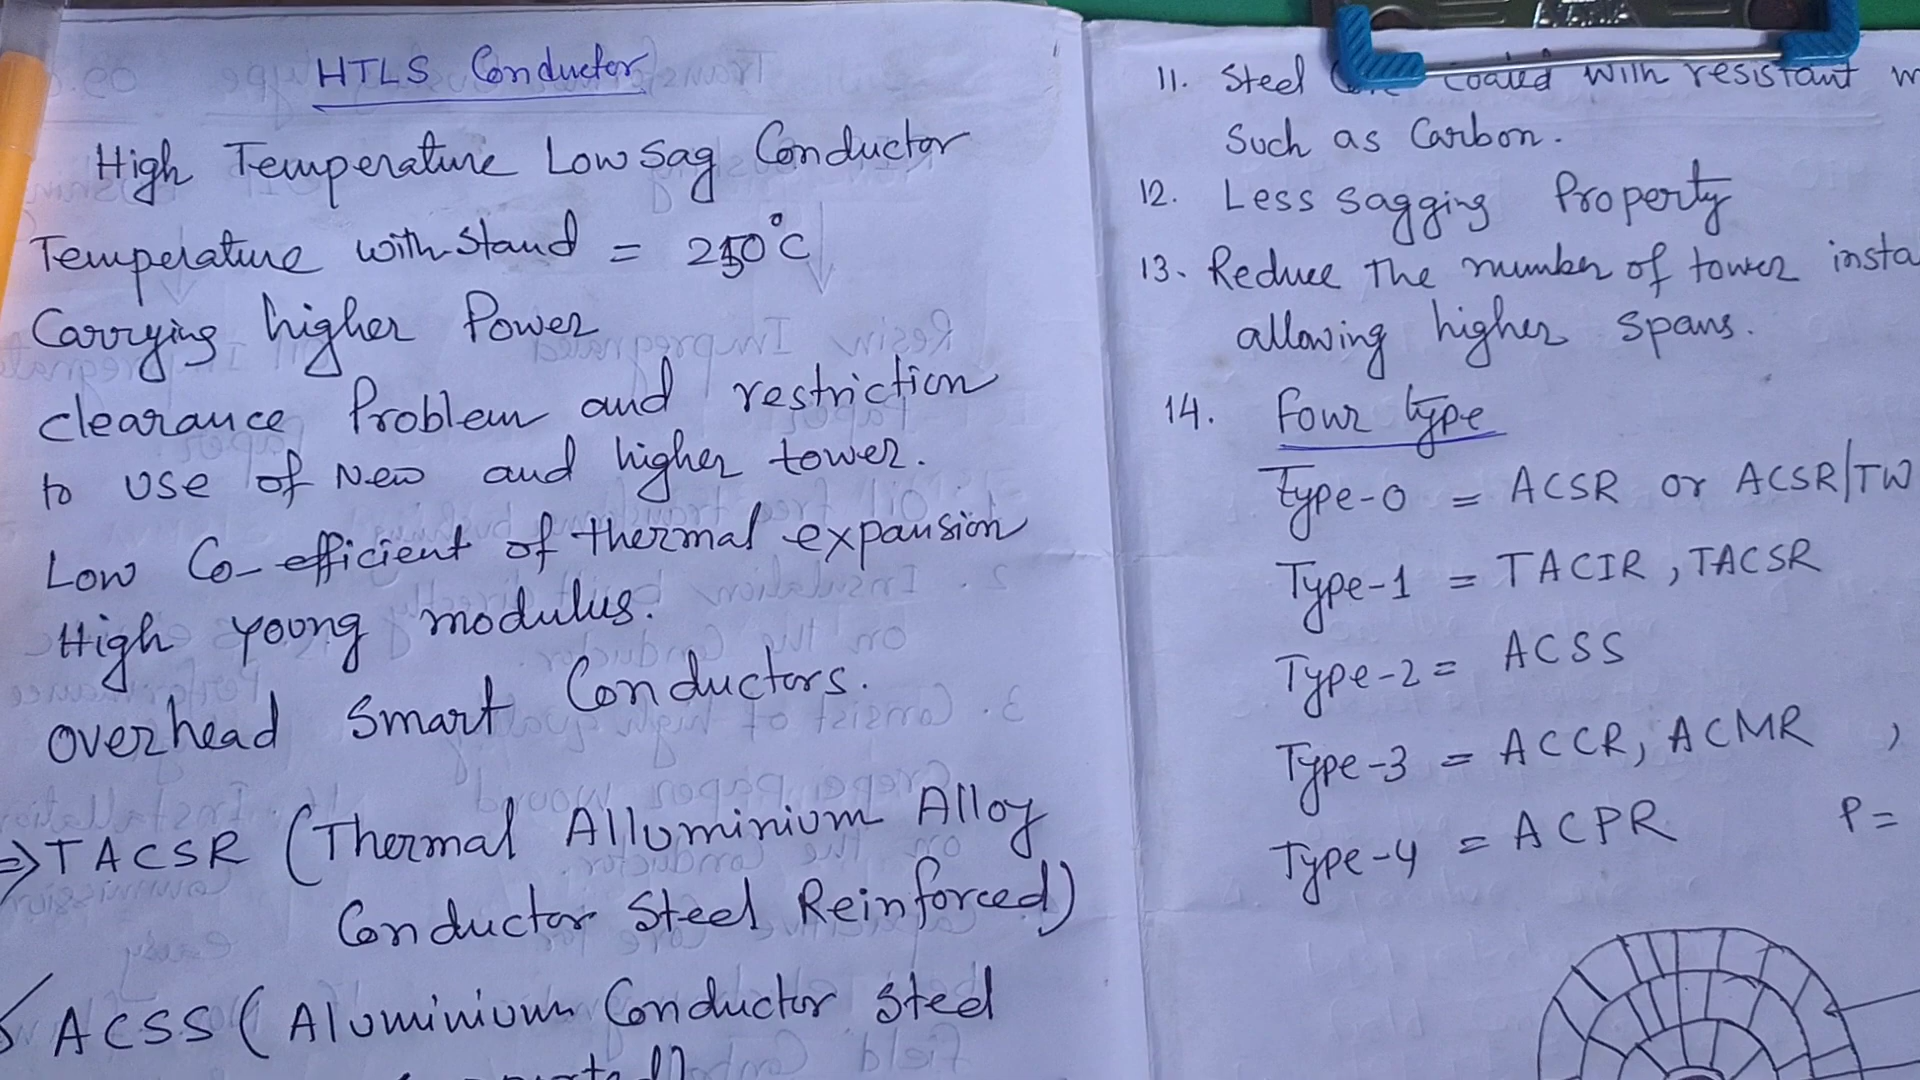 HTLS Conductor
High Temperature Low Sag Conductor
Temperature with stand = 250°C
Carrying higher Power
clearance Problem and restriction
to use of New and higher tower.
Low Co-efficient of thermal expansion
High young modulus.
overhead Smart Conductors.
⇒ TACSR (Thermal Alluminium Alloy
Conductor Steel Reinforced)
ACSS (Aluminium Conductor Steel
11. Steel coated with resistant
Such as Carbon.
12. Less sagging Property
13. Reduce The number of tower insta
allowing higher spans.
14. four type
Type-0 = ACSR or ACSR/TW
Type-1 = TACIR, TACSR
Type-2 = ACSS
Type-3 = ACCR, ACMR ,
Type-4 = ACPR P=